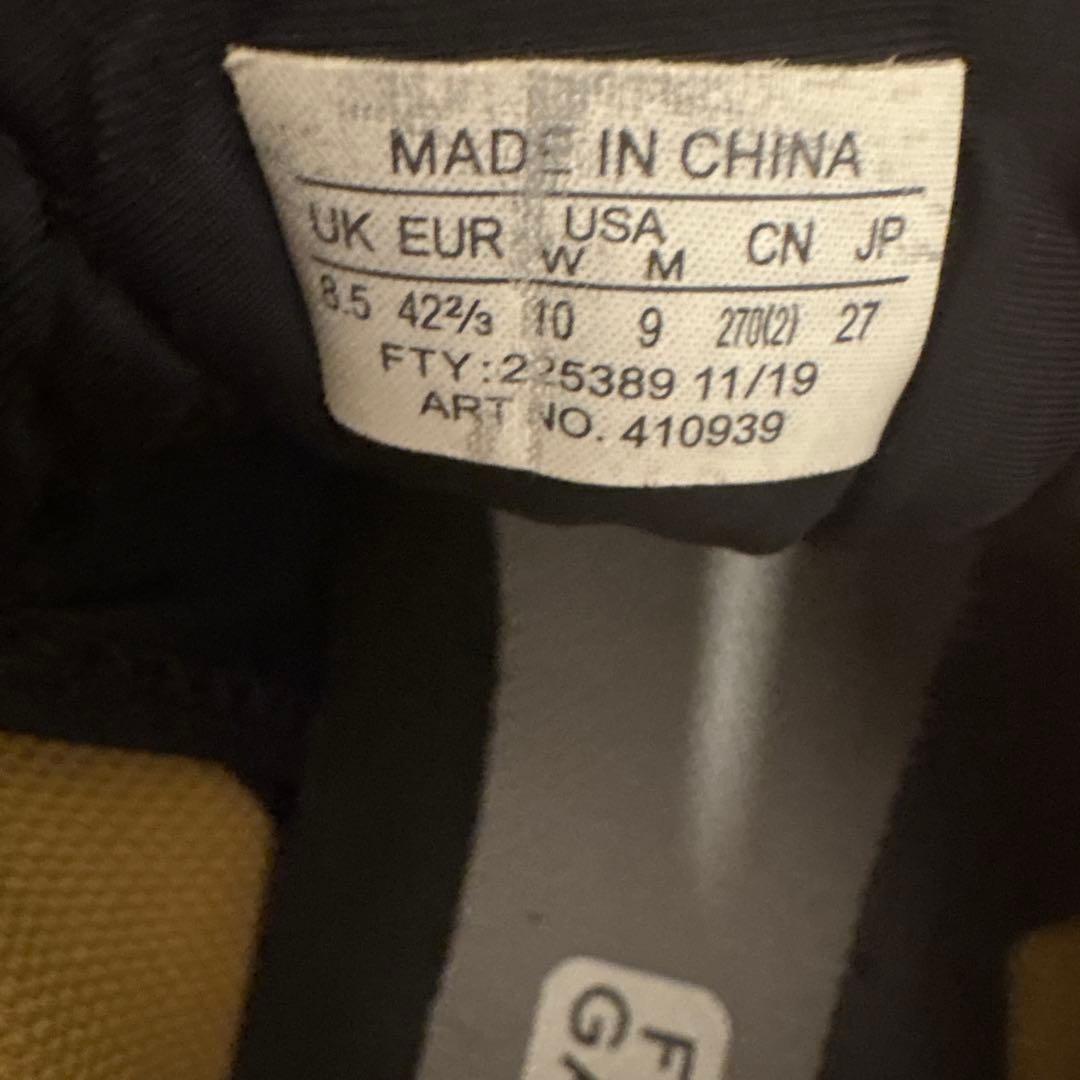 MADE IN CHINA
UK EUR USA CN JP
W M
8.5 42⅔ 10 9 270(2) 27
FTY:225389 11/19
ART NO. 410939